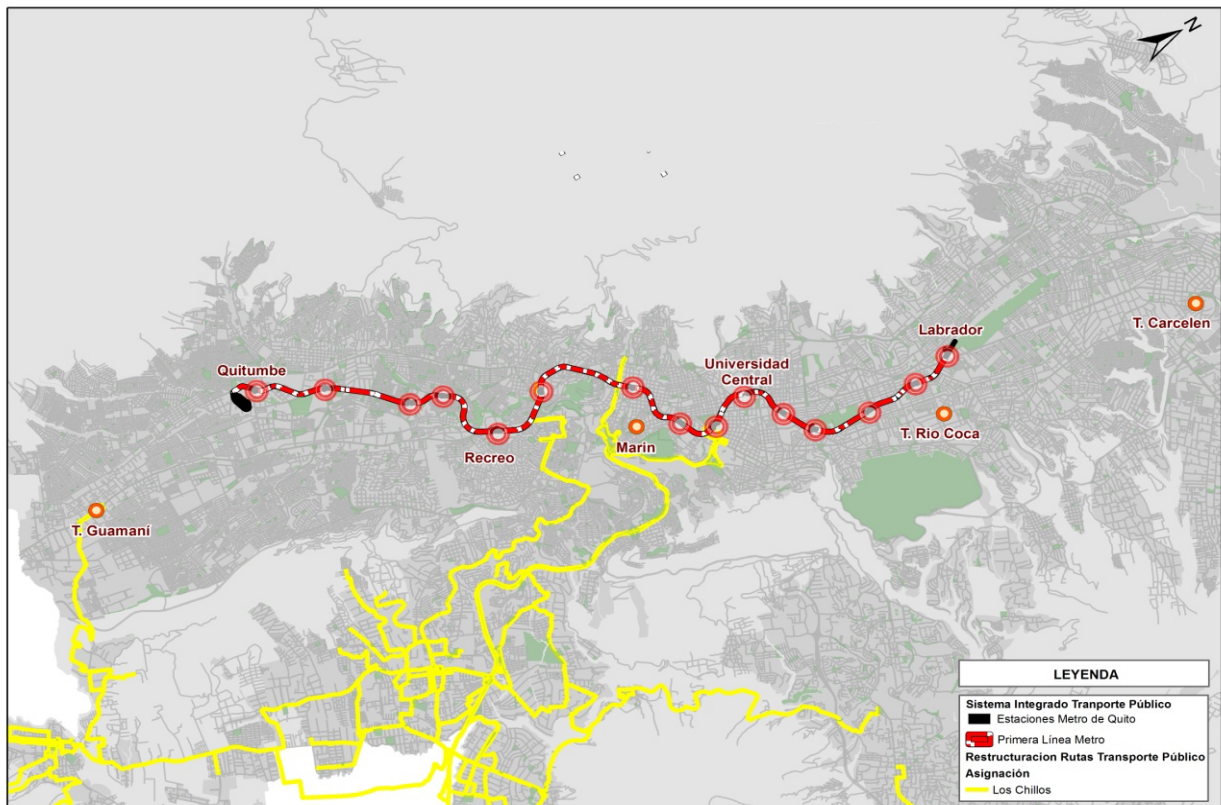 N
T. Carcelen
Labrador
Universidad
Central
Quitumbe
T. Rio Coca
Marin
Recreo
T. Guamaní
LEYENDA
Sistema Integrado Tranporte Público
Estaciones Metro de Quito
Primera Línea Metro
Restructuracion Rutas Transporte Público
Asignación
Los Chillos